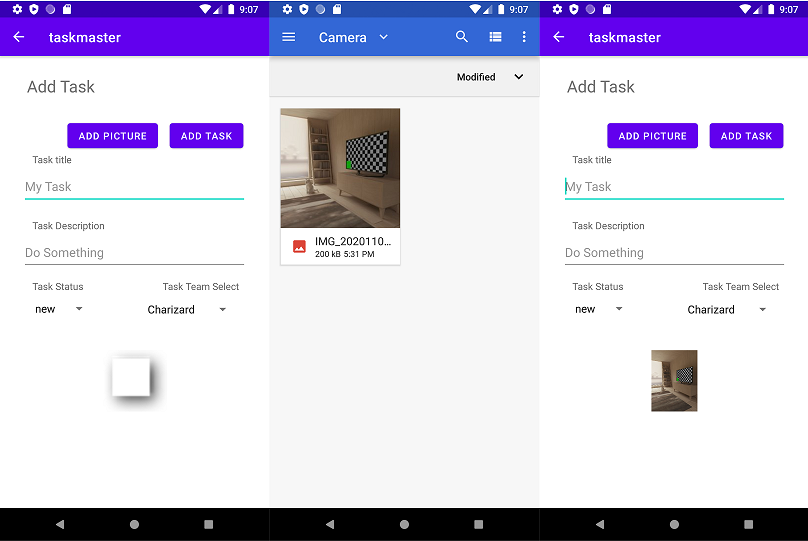 9:07
taskmaster
Add Task
ADD PICTURE ADD TASK
Task title
My Task
Task Description
Do Something
Task Status Task Team Select
new Charizard
9:07
Camera
Modified
IMG_2020110...
200 kB 5:31 PM
9:07
taskmaster
Add Task
ADD PICTURE ADD TASK
Task title
My Task
Task Description
Do Something
Task Status Task Team Select
new Charizard